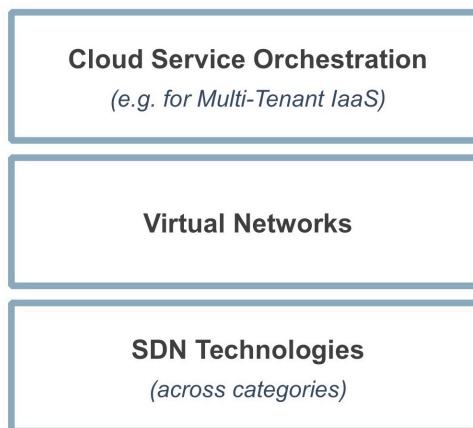 Cloud Service Orchestration
(e.g. for Multi-Tenant IaaS)
Virtual Networks
SDN Technologies
(across categories)